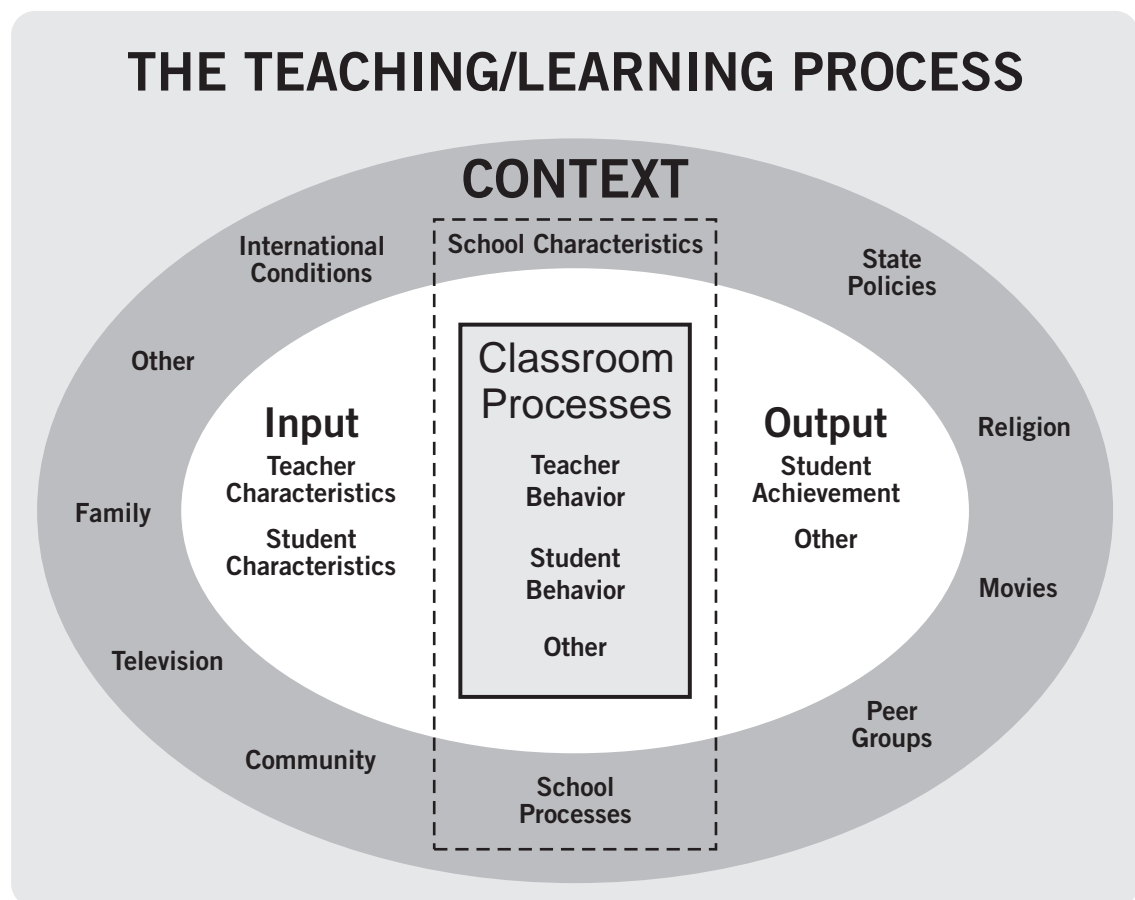 THE TEACHING/LEARNING PROCESS
CONTEXT
International
Conditions
School Characteristics
State
Policies
Other
Classroom
Processes
Input
Teacher
Characteristics
Student
Characteristics
Teacher
Behavior
Student
Behavior
Other
Output
Student
Achievement
Other
Religion
Family
Movies
Television
Peer
Groups
Community
School
Processes